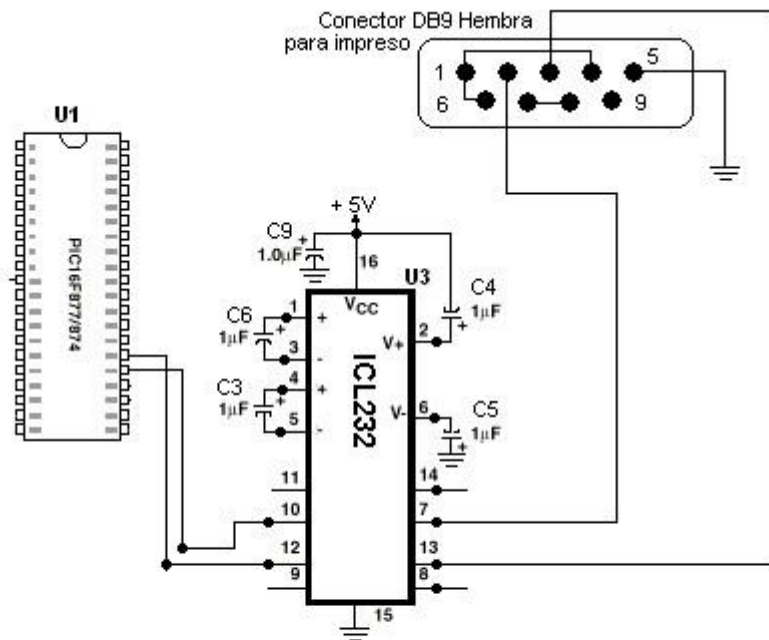 Conector DB9 Hembra
para impreso
1
5
6
9
U1
PIC16F877/874
+ 5V
C9
+
1.0µF
16
U3
VCC
C4
+
1µF
2
V+
1
+
C6
+
1µF
3
-
ICL232
4
+
C3
+
1µF
5
-
V-
6
C5
1µF
+
11
14
10
7
12
13
9
8
15